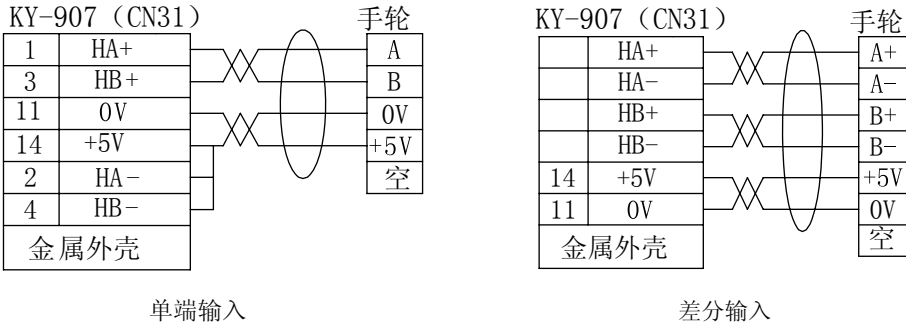 KY-907（CN31） 手轮
1 HA+ A
3 HB+ B
11 0V 0V
14 +5V +5V
2 HA- 空
4 HB-
金属外壳
单端输入
KY-907（CN31） 手轮
HA+ A+
HA- A-
HB+ B+
HB- B-
14 +5V +5V
11 0V 0V
金属外壳 空
差分输入